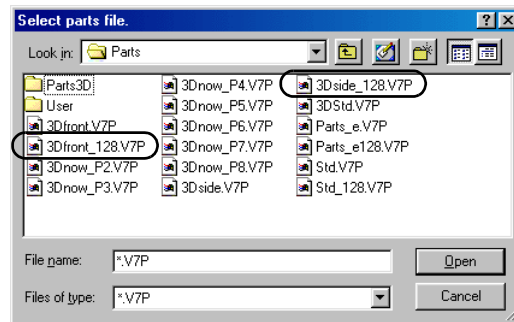 Select parts file.
Look in: Parts
Parts3D 3Dnow_P4.V7P 3Dside_128.V7P
User 3Dnow_P5.V7P 3DStd.V7P
3Dfront.V7P 3Dnow_P6.V7P Parts_e.V7P
3Dfront_128.V7P 3Dnow_P7.V7P Parts_e128.V7P
3Dnow_P2.V7P 3Dnow_P8.V7P Std.V7P
3Dnow_P3.V7P 3Dside.V7P Std_128.V7P
File name: *.V7P Open
Files of type: *.V7P Cancel